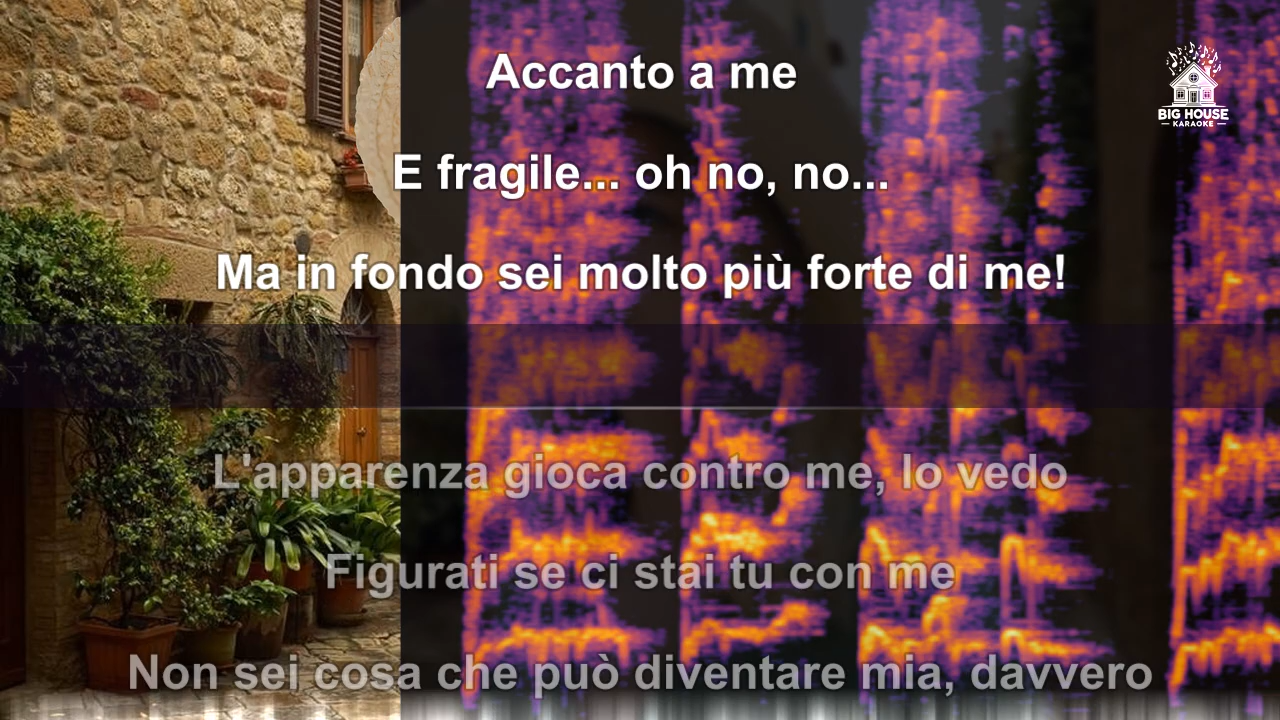 Accanto a me
BIG HOUSE
KARAOKE
E fragile... oh no, no...
Ma in fondo sei molto più forte di me!
L'apparenza gioca contro me, lo vedo
Figurati se ci stai tu con me
Non sei cosa che può diventare mia, davvero